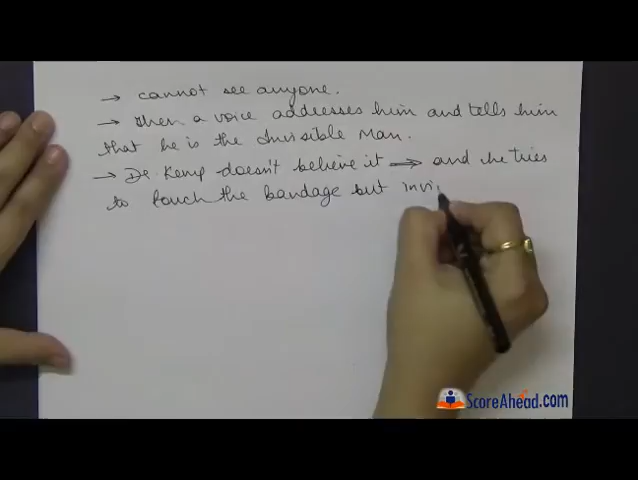 → cannot see anyone.
→ then a voice addresses him and tells him
that he is the Invisible Man.
→ Dr. Kemp doesn't believe it → and he tries
to touch the bandage but invi
ScoreAhead.com